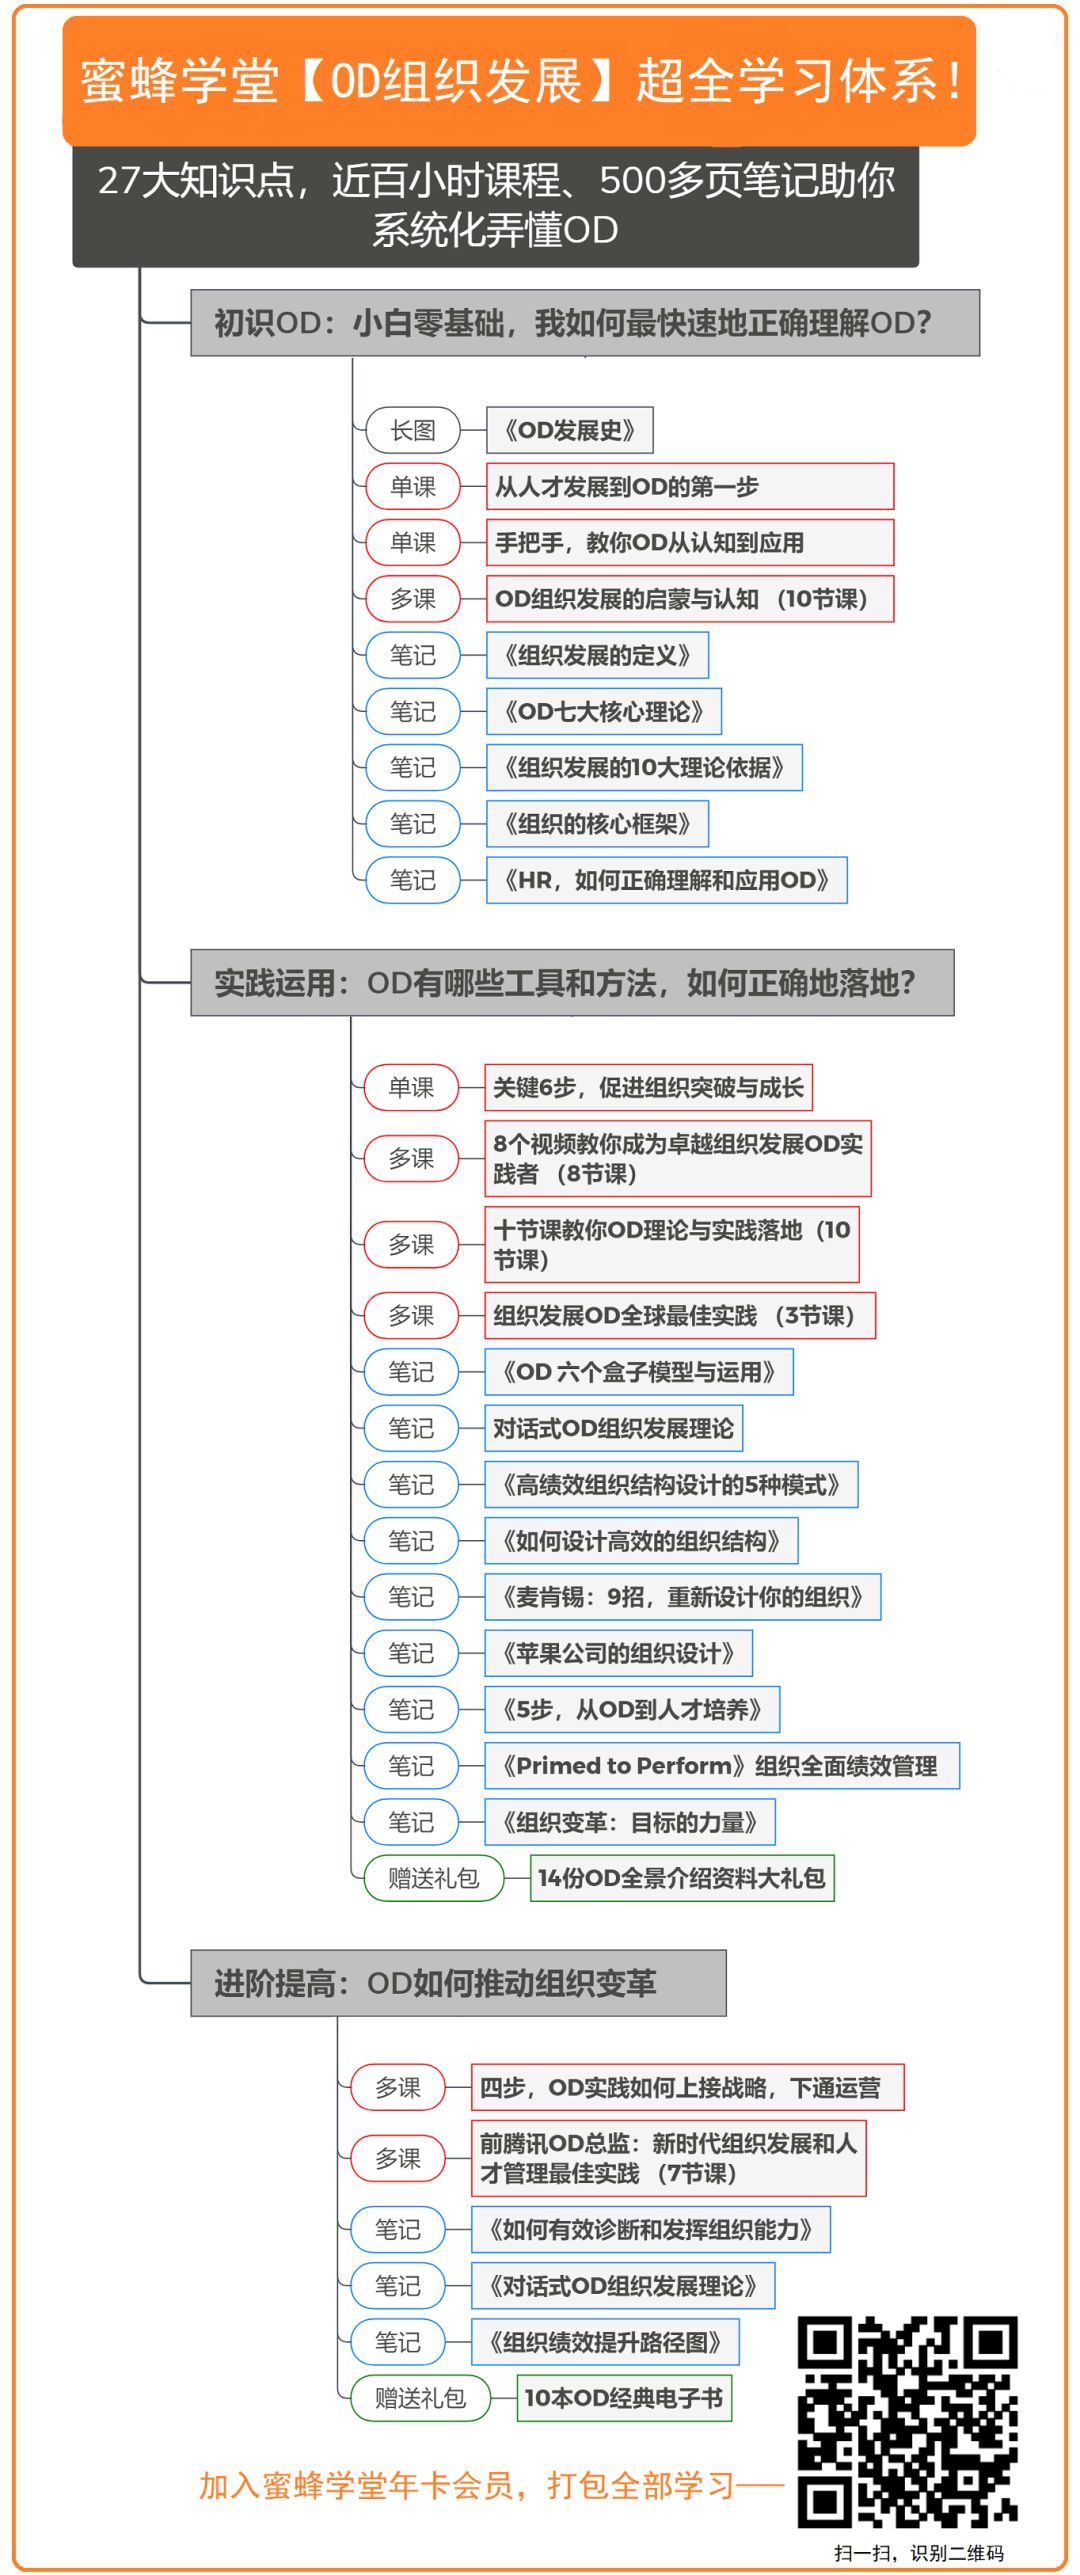 蜜蜂学堂【OD组织发展】超全学习体系！
27大知识点，近百小时课程、500多页笔记助你
系统化弄懂OD
初识OD：小白零基础，我如何最快速地正确理解OD？
长图 《OD发展史》
单课 从人才发展到OD的第一步
单课 手把手，教你OD从认知到应用
多课 OD组织发展的启蒙与认知 （10节课）
笔记 《组织发展的定义》
笔记 《OD七大核心理论》
笔记 《组织发展的10大理论依据》
笔记 《组织的核心框架》
笔记 《HR，如何正确理解和应用OD》
实践运用：OD有哪些工具和方法，如何正确地落地？
单课 关键6步，促进组织突破与成长
多课 8个视频教你成为卓越组织发展OD实
践者 （8节课）
多课 十节课教你OD理论与实践落地（10
节课）
多课 组织发展OD全球最佳实践 （3节课）
笔记 《OD 六个盒子模型与运用》
笔记 对话式OD组织发展理论
笔记 《高绩效组织结构设计的5种模式》
笔记 《如何设计高效的组织结构》
笔记 《麦肯锡：9招，重新设计你的组织》
笔记 《苹果公司的组织设计》
笔记 《5步，从OD到人才培养》
笔记 《Primed to Perform》组织全面绩效管理
笔记 《组织变革：目标的力量》
赠送礼包 14份OD全景介绍资料大礼包
进阶提高：OD如何推动组织变革
多课 四步，OD实践如何上接战略，下通运营
多课 前腾讯OD总监：新时代组织发展和人
才管理最佳实践 （7节课）
笔记 《如何有效诊断和发挥组织能力》
笔记 《对话式OD组织发展理论》
笔记 《组织绩效提升路径图》
赠送礼包 10本OD经典电子书
加入蜜蜂学堂年卡会员，打包全部学习——
扫一扫，识别二维码